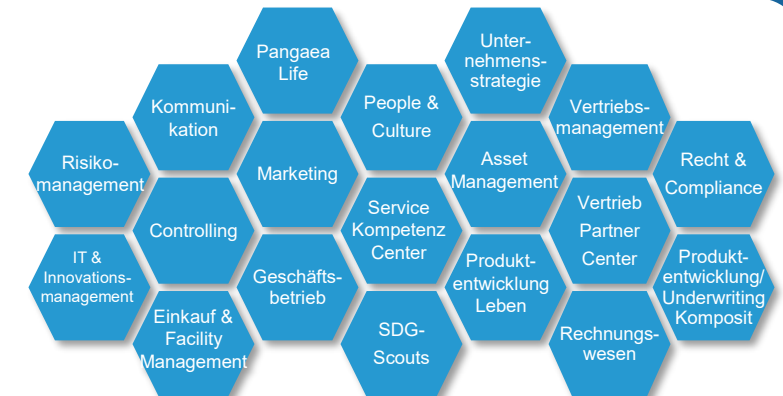 Pangaea
Life
Unter-
nehmens-
strategie
Kommuni-
kation
People &
Culture
Vertriebs-
management
Risiko-
management
Marketing
Asset
Management
Recht &
Compliance
Controlling
Service
Kompetenz
Center
Vertrieb
Partner
Center
IT &
Innovations-
management
Geschäfts-
betrieb
Produkt-
entwicklung
Leben
Produkt-
entwicklung/
Underwriting
Komposit
Einkauf &
Facility
Management
SDG-
Scouts
Rechnungs-
wesen